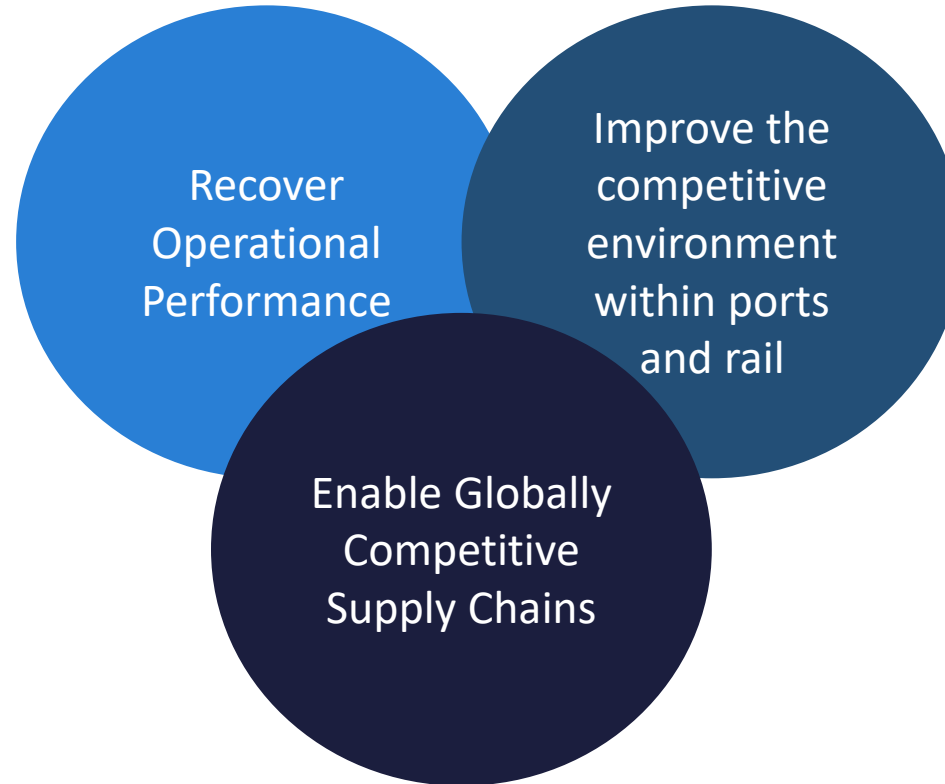 Recover
Operational
Performance
Improve the
competitive
environment
within ports
and rail
Enable Globally
Competitive
Supply Chains